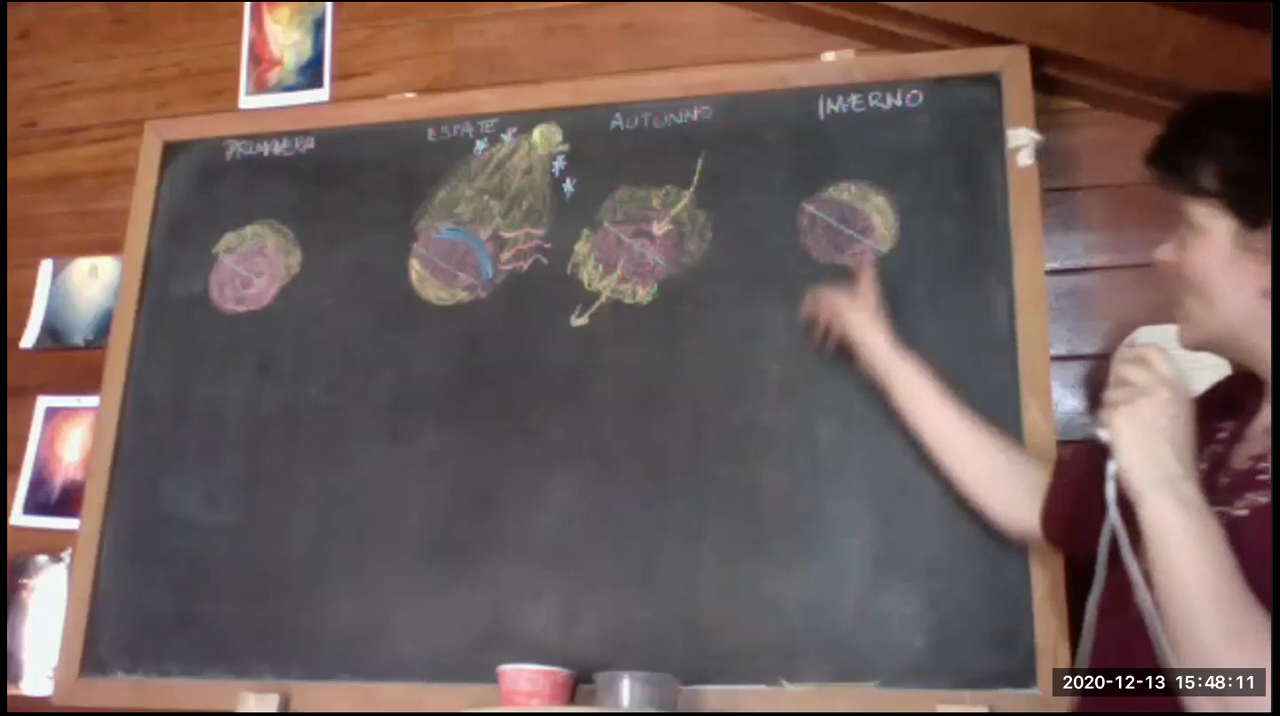 PRIMAVERA
ESTATE
AUTUNNO
INVERNO
2020-12-13 15:48:11